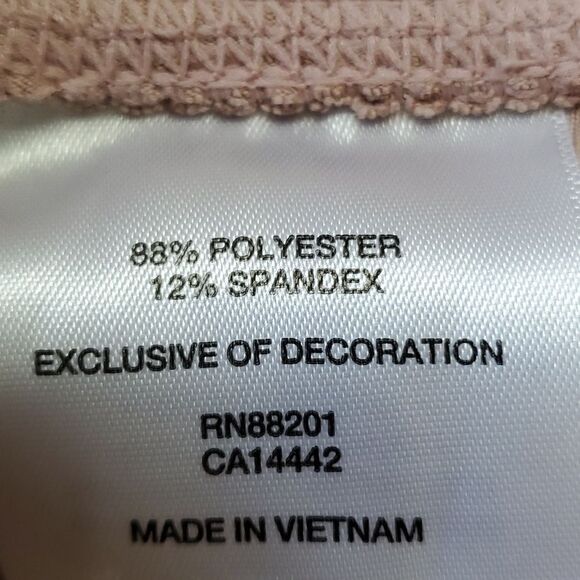 88% POLYESTER
12% SPANDEX
EXCLUSIVE OF DECORATION
RN88201
CA14442
MADE IN VIETNAM